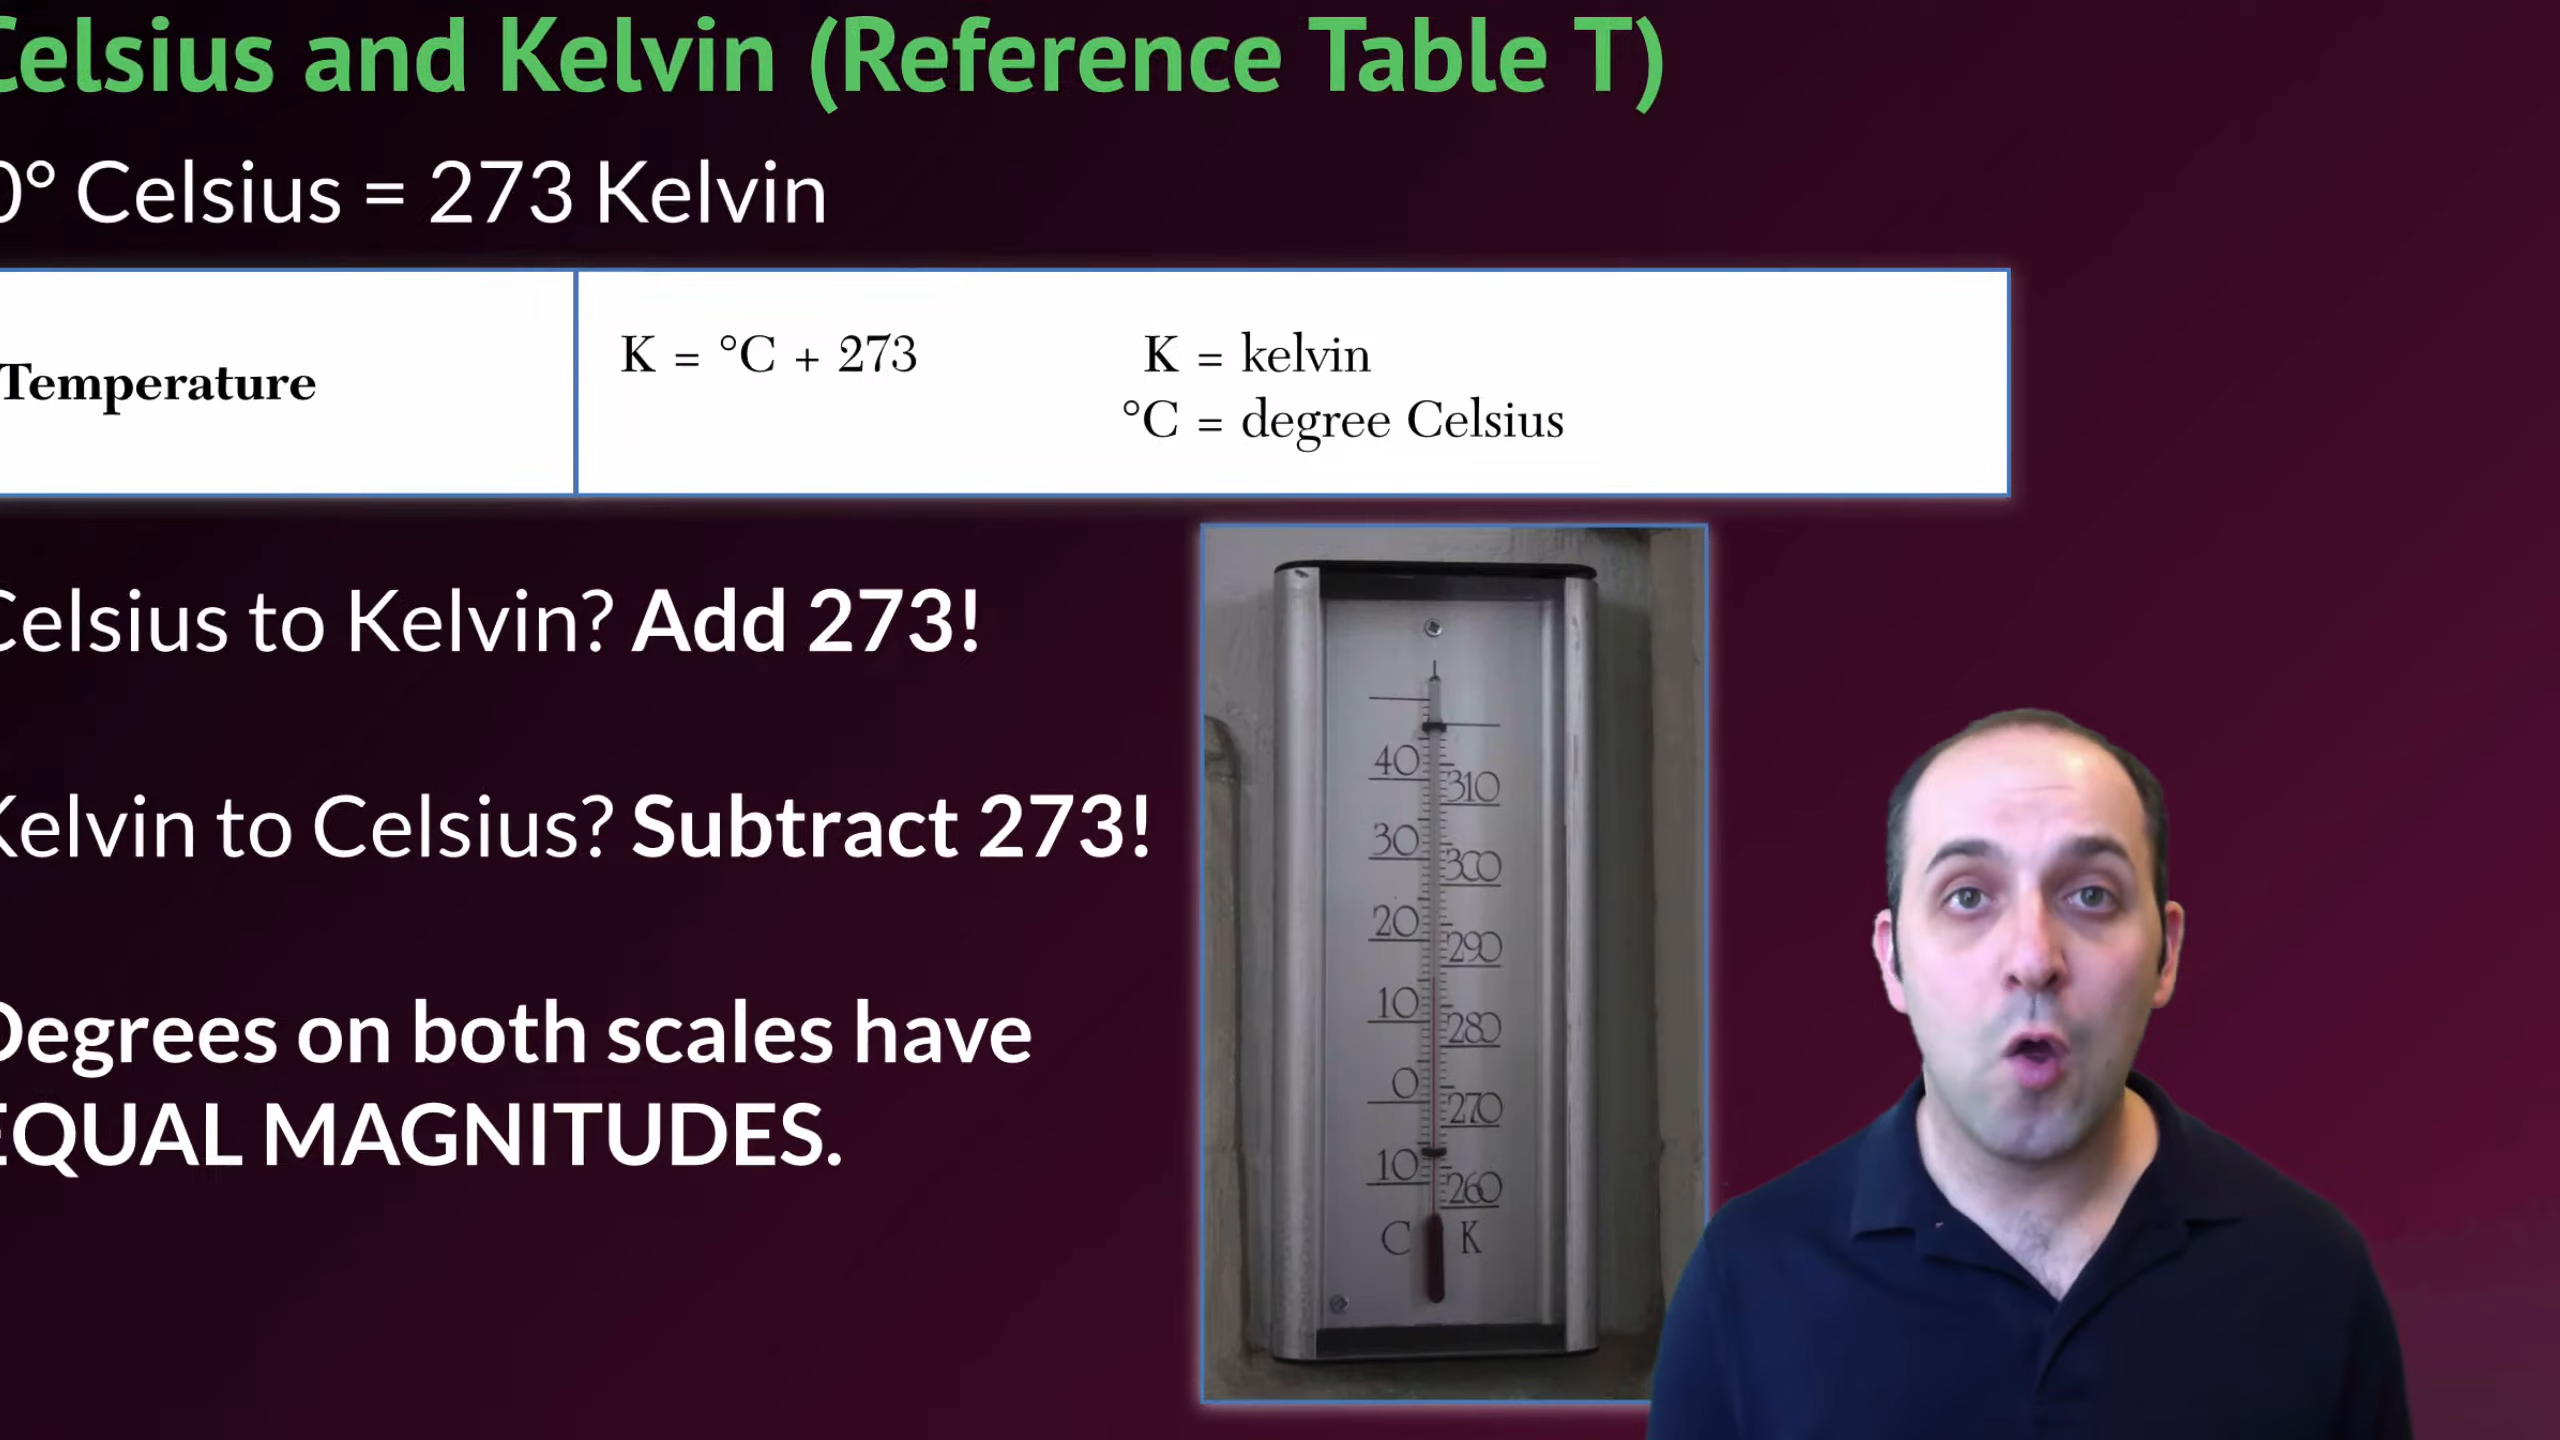 Celsius and Kelvin (Reference Table T)
0° Celsius = 273 Kelvin
Temperature
K = °C + 273
K = kelvin
°C = degree Celsius
Celsius to Kelvin? Add 273!
Kelvin to Celsius? Subtract 273!
Degrees on both scales have
EQUAL MAGNITUDES.
40
310
30
300
20
290
10
280
0
270
10
260
C K